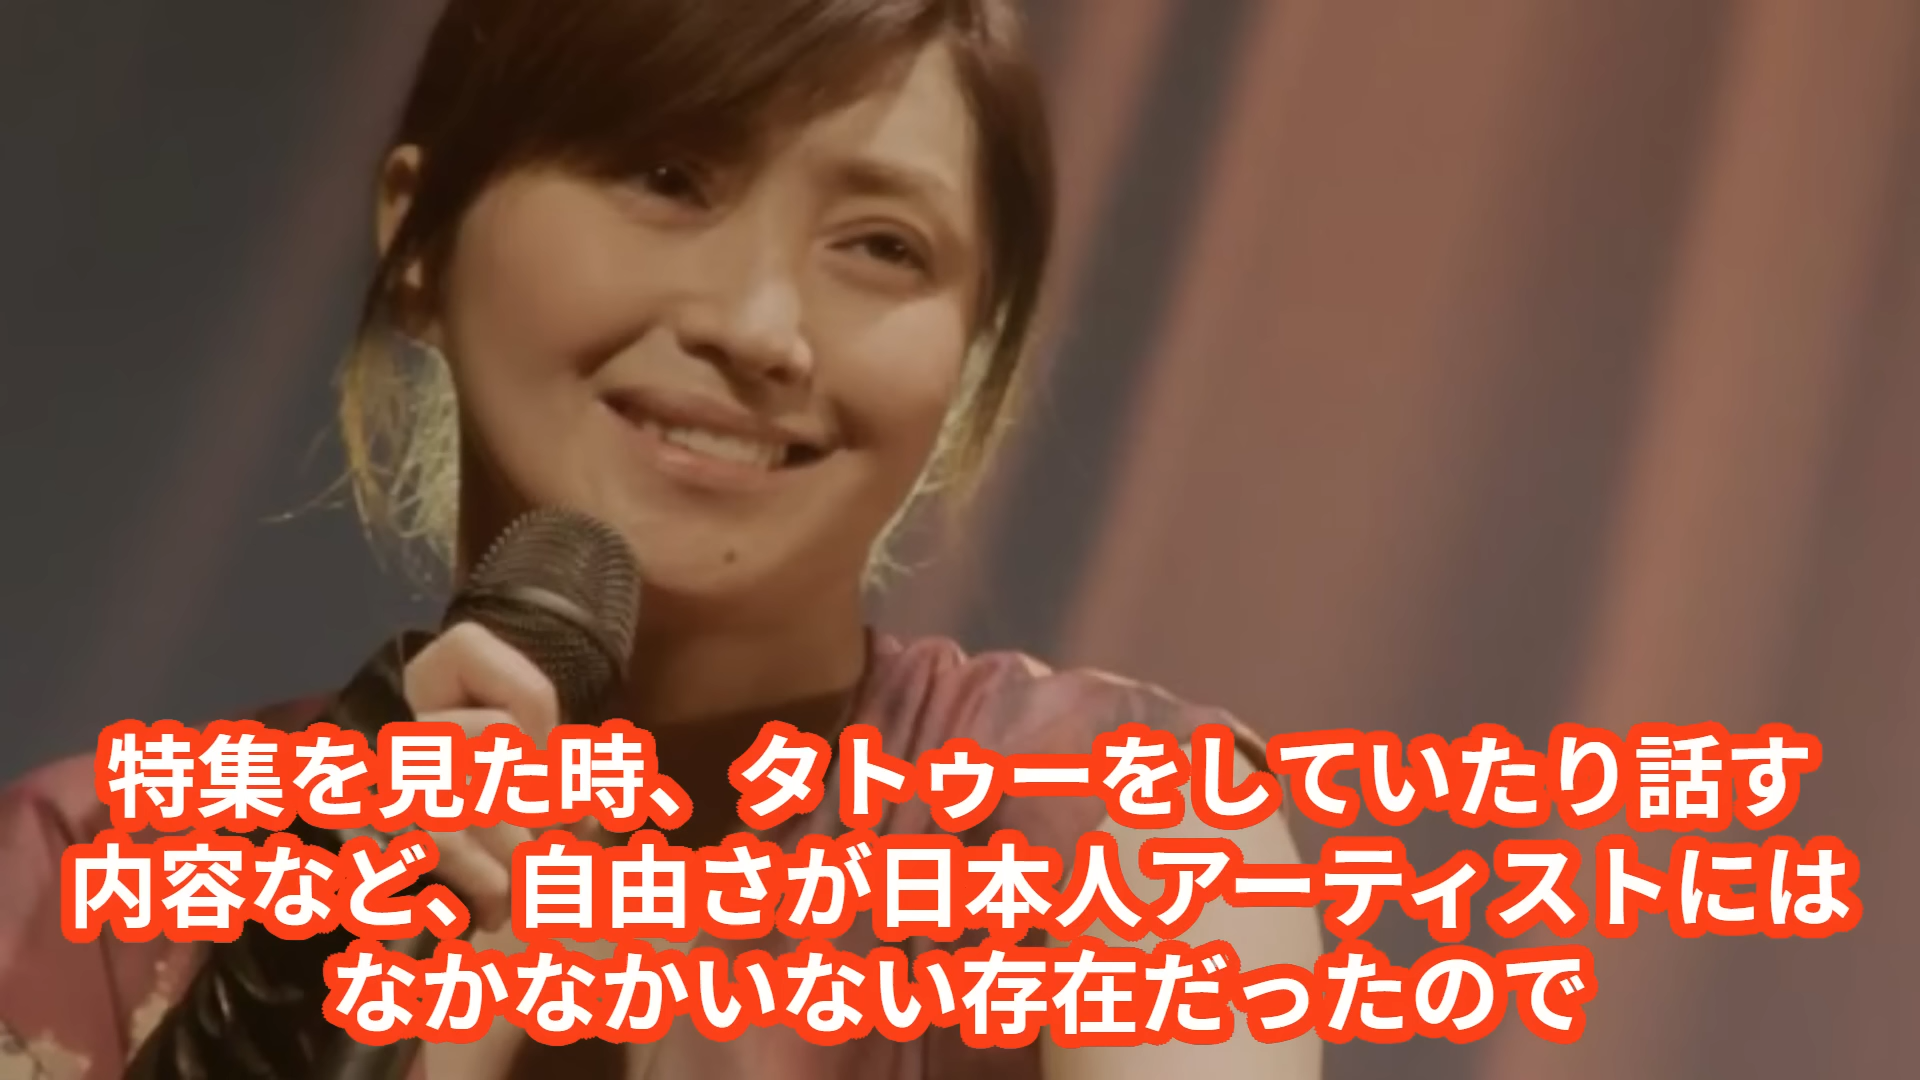 特集を見た時、タトゥーをしていたり話す
内容など、自由さが日本人アーティストには
なかなかいない存在だったので